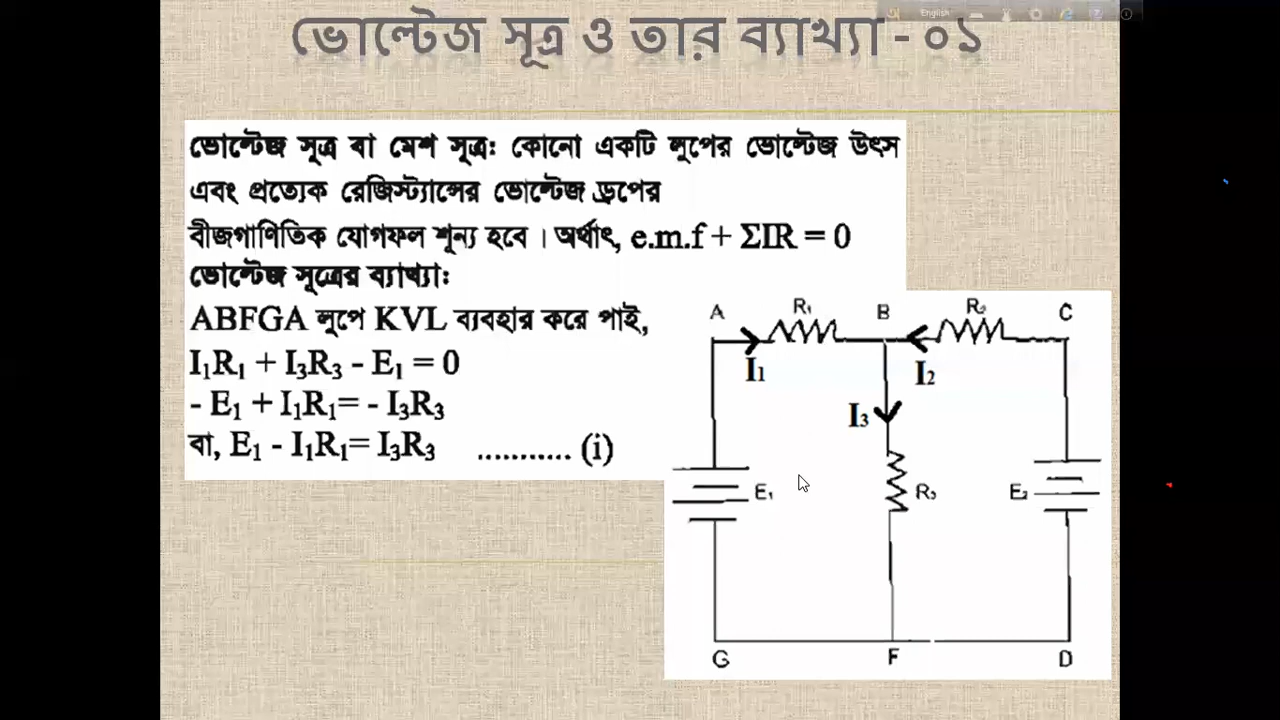 English
ভোল্টেজ সূত্র ও তার ব্যাখ্যা - ০১
ভোল্টেজ সূত্র বা মেশ সূত্রঃ কোনো একটি লুপের ভোল্টেজ উৎস
এবং প্রত্যেক রেজিস্ট্যান্সের ভোল্টেজ ড্রপের
বীজগাণিতিক যোগফল শূন্য হবে । অর্থাৎ, e.m.f + ΣIR = 0
ভোল্টেজ সূত্রের ব্যাখ্যাঃ
ABFGA লুপে KVL ব্যবহার করে পাই,
I₁R₁ + I₃R₃ - E₁ = 0
- E₁ + I₁R₁= - I₃R₃
বা, E₁ - I₁R₁= I₃R₃ ........... (i)
A R₁ B R₂ C
I₁ I₂
I₃
E₁ R₃ E₂
G F D